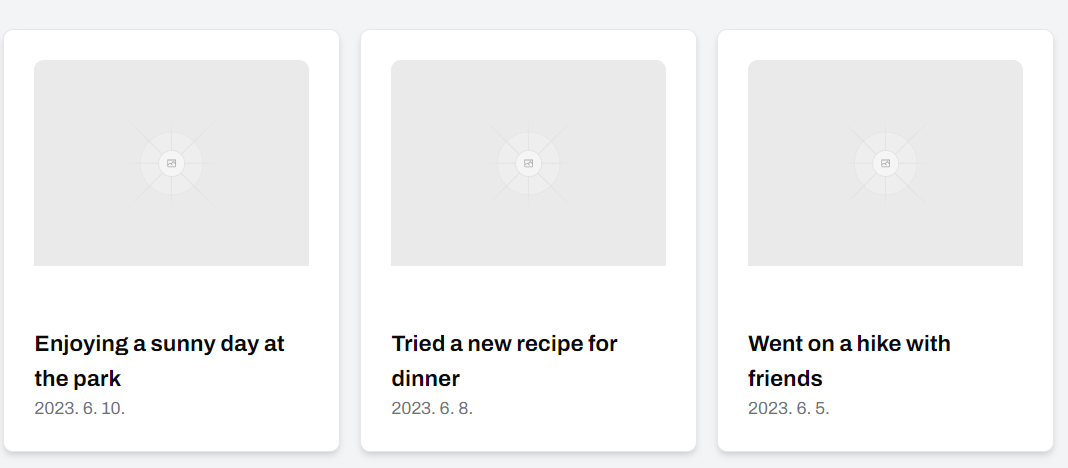 Enjoying a sunny day at
the park
2023. 6. 10.
Tried a new recipe for
dinner
2023. 6. 8.
Went on a hike with
friends
2023. 6. 5.